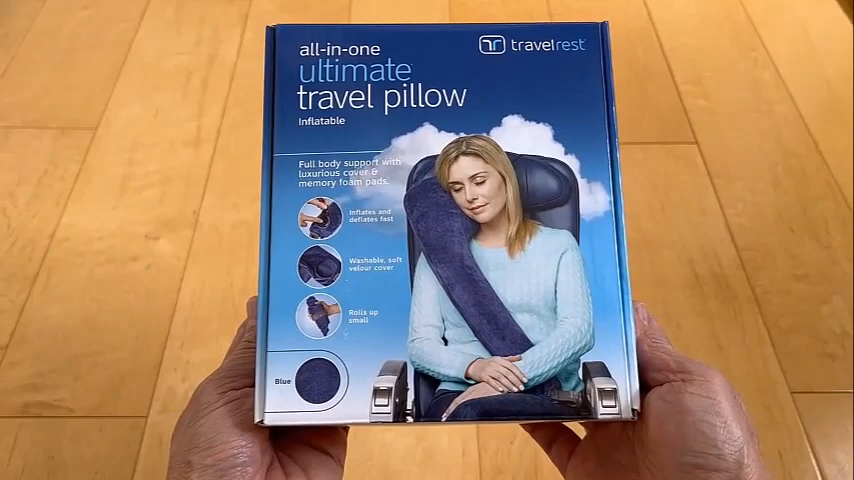 all-in-one
ultimate
travel pillow
Inflatable
travelrest
Full body support with
luxurious cover &
memory foam pads.
Inflates and
deflates fast
Washable, soft
velour cover
Rolls up
small
Blue